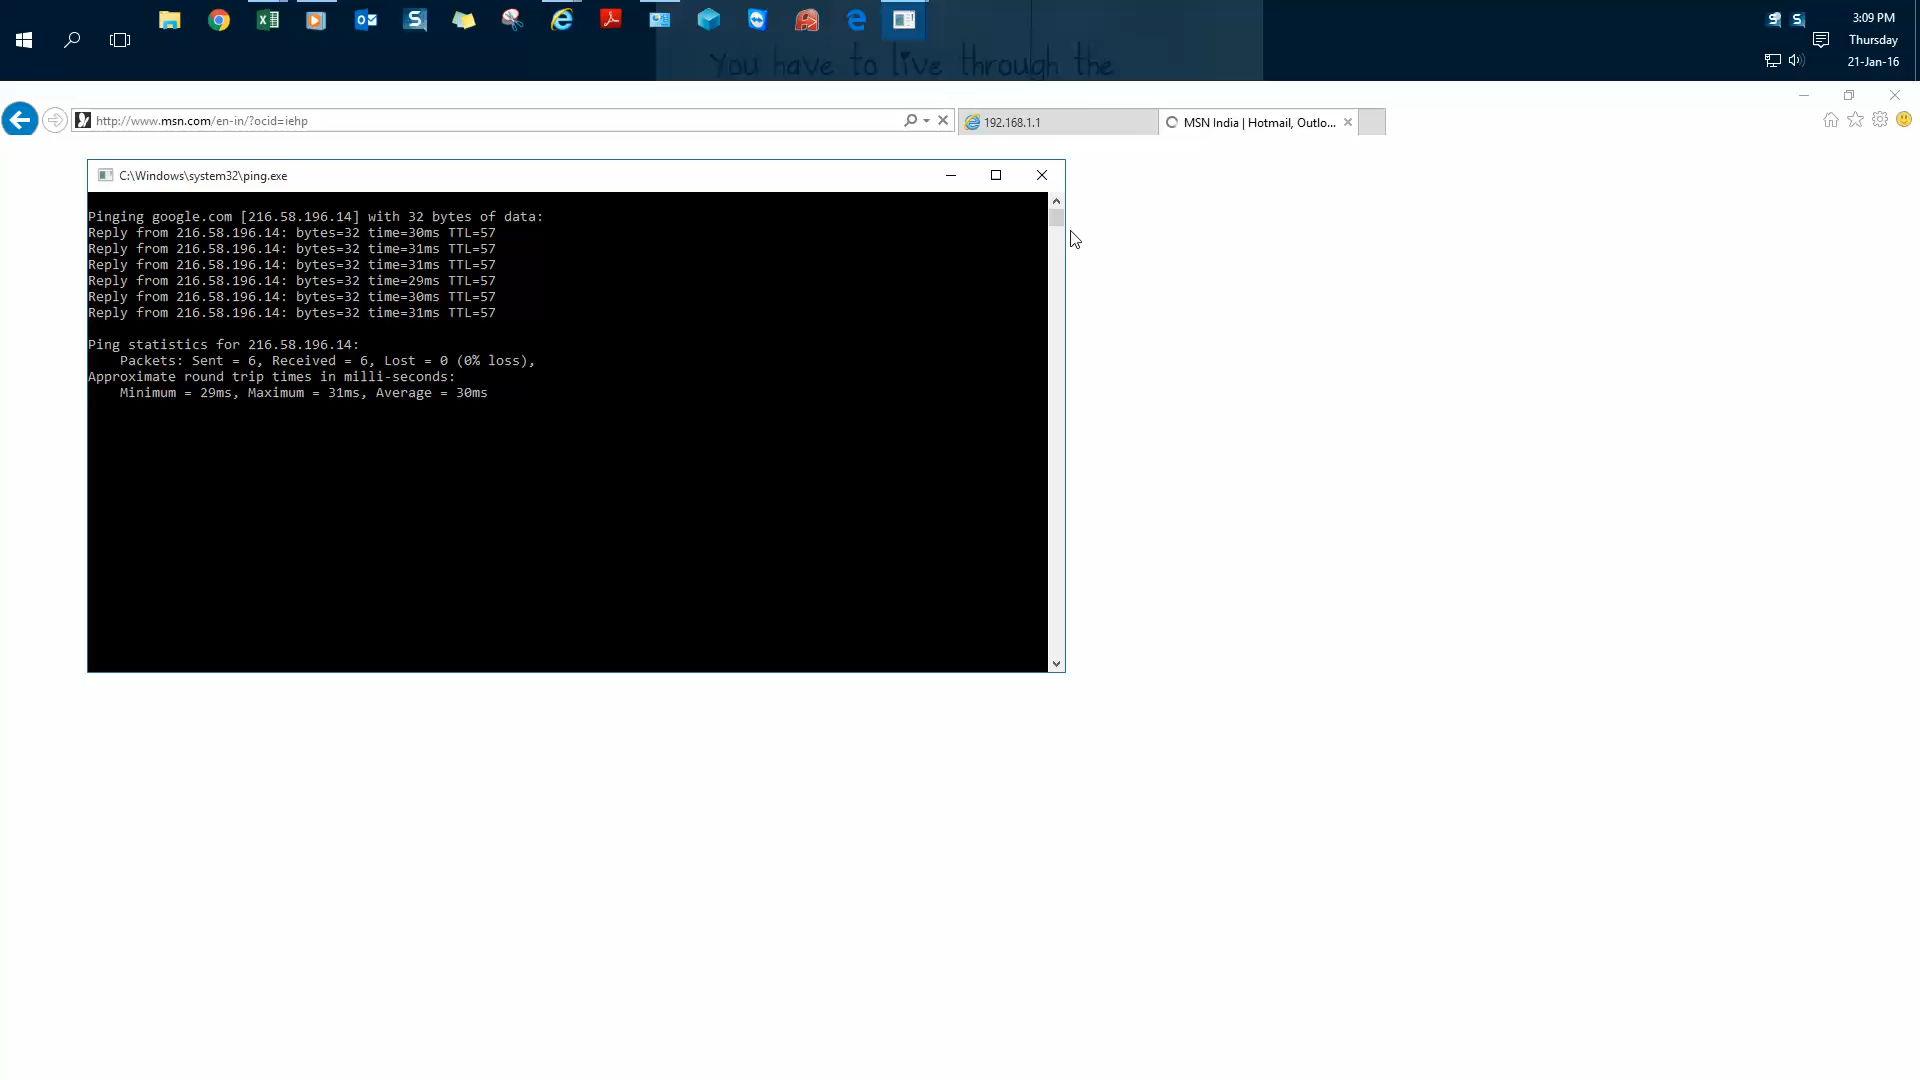 3:09 PM
Thursday
21-Jan-16
You have to live through the
http://www.msn.com/en-in/?ocid=iehp
192.168.1.1
MSN India | Hotmail, Outlo...
C:\Windows\system32\ping.exe
Pinging google.com [216.58.196.14] with 32 bytes of data:
Reply from 216.58.196.14: bytes=32 time=30ms TTL=57
Reply from 216.58.196.14: bytes=32 time=31ms TTL=57
Reply from 216.58.196.14: bytes=32 time=31ms TTL=57
Reply from 216.58.196.14: bytes=32 time=29ms TTL=57
Reply from 216.58.196.14: bytes=32 time=30ms TTL=57
Reply from 216.58.196.14: bytes=32 time=31ms TTL=57
Ping statistics for 216.58.196.14:
Packets: Sent = 6, Received = 6, Lost = 0 (0% loss),
Approximate round trip times in milli-seconds:
Minimum = 29ms, Maximum = 31ms, Average = 30ms